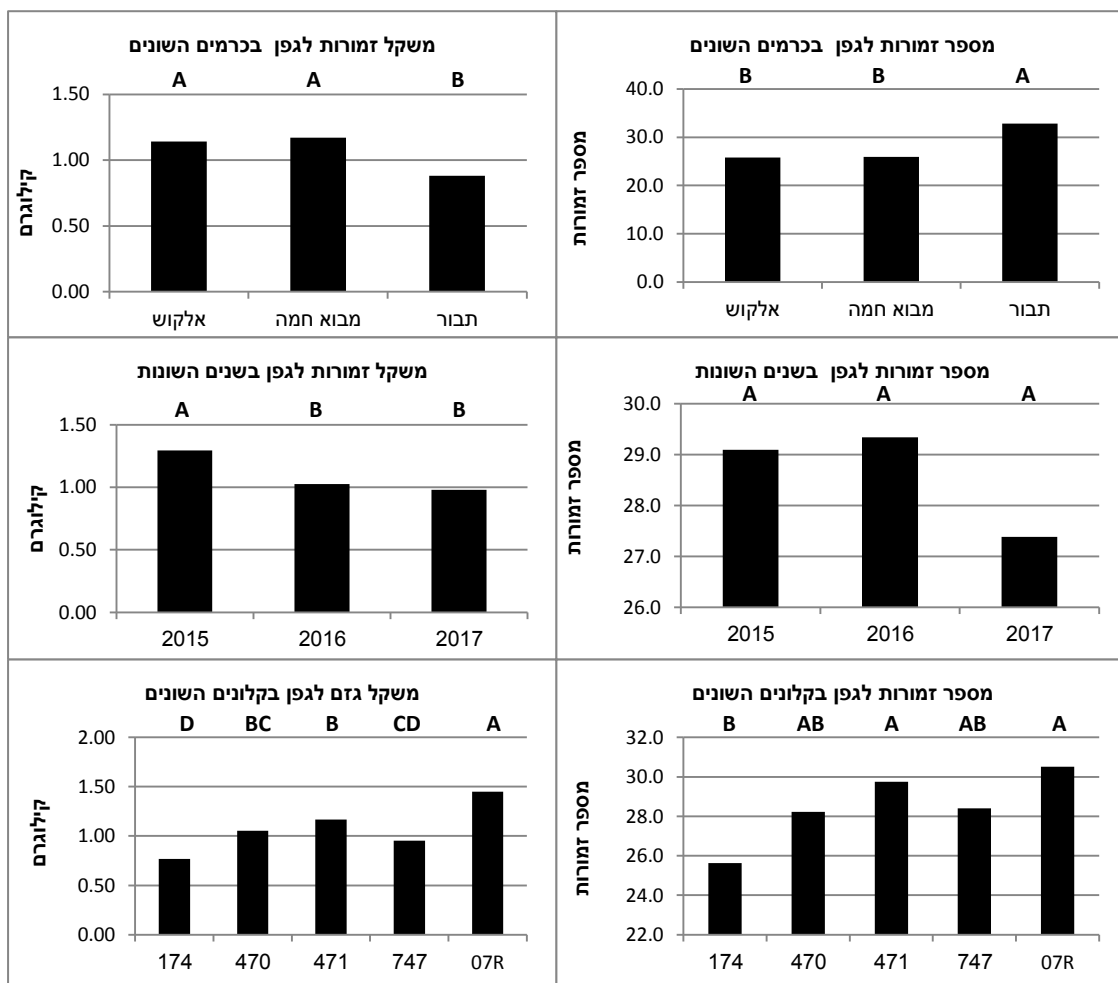 משקל זמורות לגפן בכרמים השונים
A A B
קילוגרם
1.50
1.00
0.50
0.00
אלקוש מבוא חמה תבור
מספר זמורות לגפן בכרמים השונים
B B A
מספר זמורות
40.0
30.0
20.0
10.0
0.0
אלקוש מבוא חמה תבור
משקל זמורות לגפן בשנים השונות
A B B
קילוגרם
1.50
1.00
0.50
0.00
2015 2016 2017
מספר זמורות לגפן בשנים השונות
A A A
מספר זמורות
30.0
29.0
28.0
27.0
26.0
2015 2016 2017
משקל גזם לגפן בקלונים השונים
D BC B CD A
קילוגרם
2.00
1.50
1.00
0.50
0.00
174 470 471 747 07R
מספר זמורות לגפן בקלונים השונים
B AB A AB A
מספר זמורות
32.0
30.0
28.0
26.0
24.0
22.0
174 470 471 747 07R